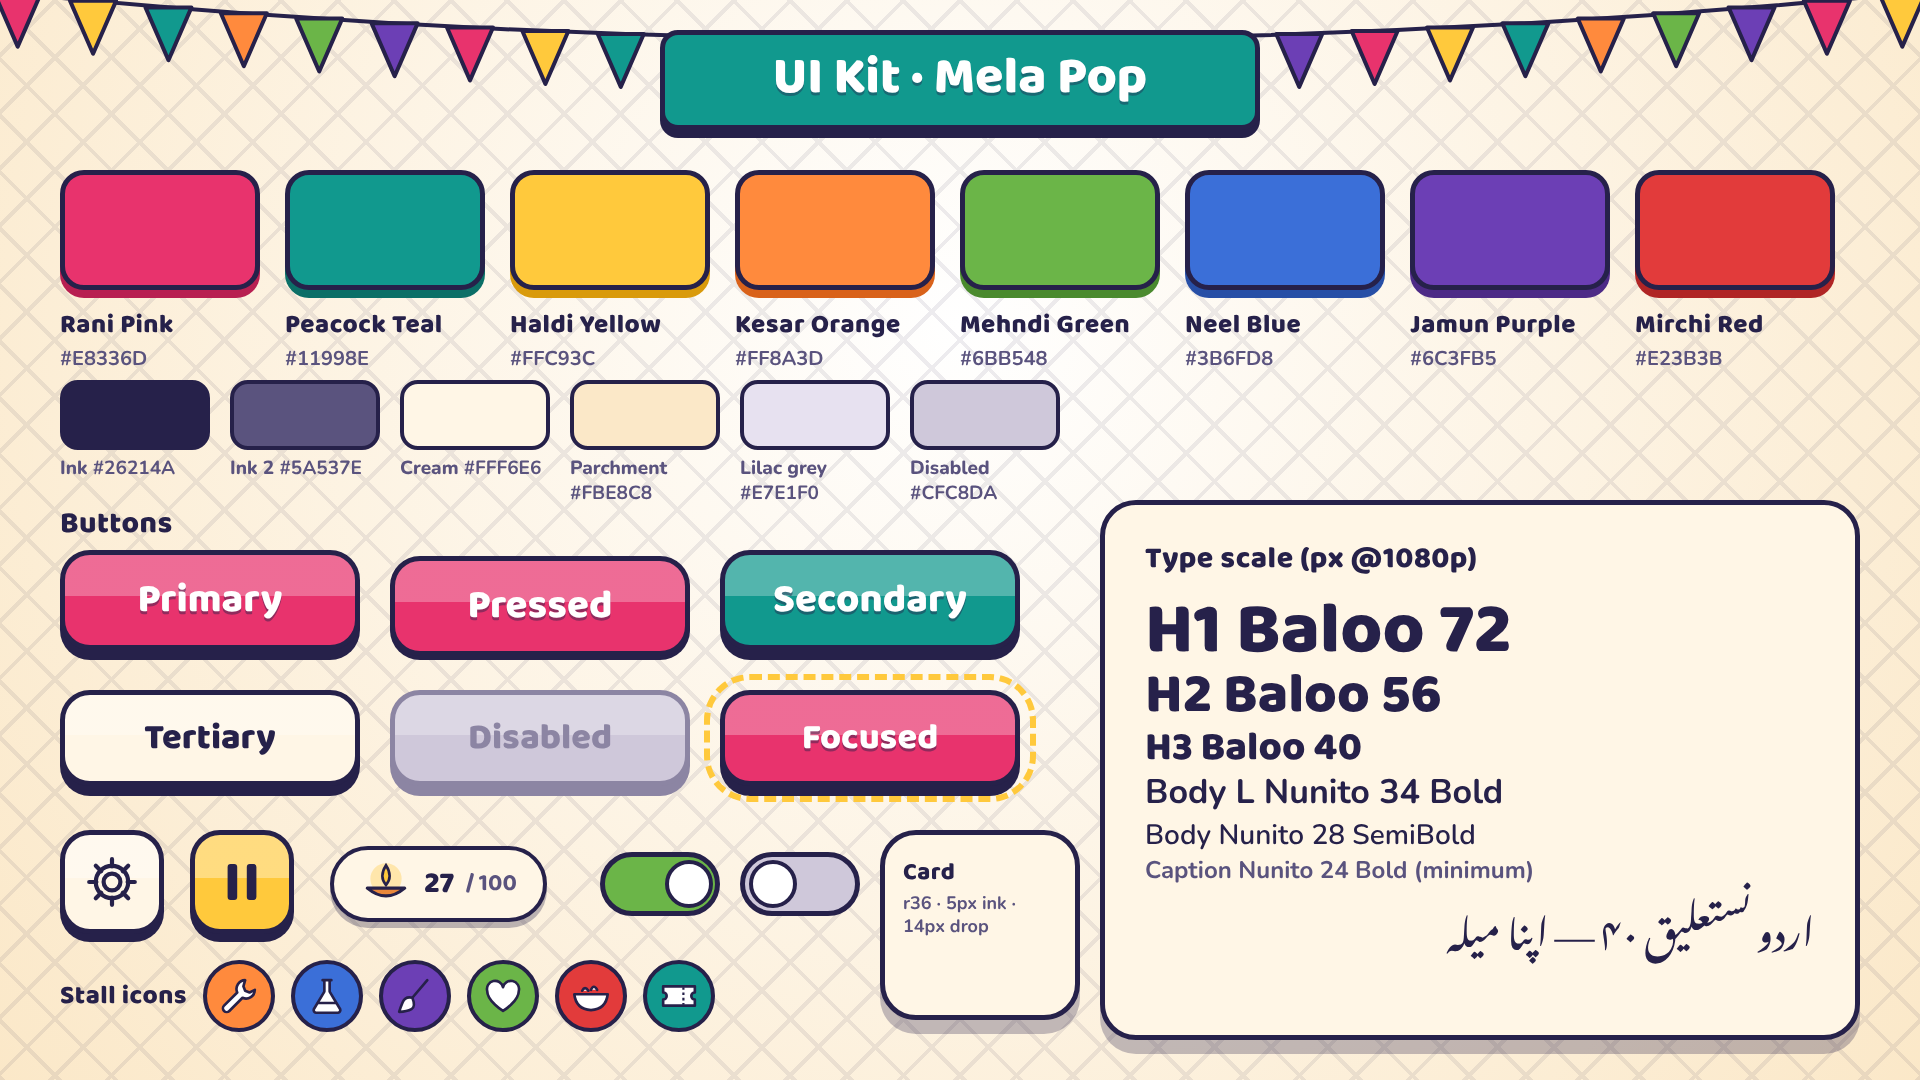 UI Kit · Mela Pop
Rani Pink
#E8336D
Peacock Teal
#11998E
Haldi Yellow
#FFC93C
Kesar Orange
#FF8A3D
Mehndi Green
#6BB548
Neel Blue
#3B6FD8
Jamun Purple
#6C3FB5
Mirchi Red
#E23B3B
Ink #26214A
Ink 2 #5A537E
Cream #FFF6E6
Parchment
#FBE8C8
Lilac grey
#E7E1F0
Disabled
#CFC8DA
Buttons
Primary
Pressed
Secondary
Tertiary
Disabled
Focused
27 / 100
Card
r36 · 5px ink ·
14px drop
Stall icons
Type scale (px @1080p)
H1 Baloo 72
H2 Baloo 56
H3 Baloo 40
Body L Nunito 34 Bold
Body Nunito 28 SemiBold
Caption Nunito 24 Bold (minimum)
اردو نستعلیق ۴۰ — اپنا میلہ